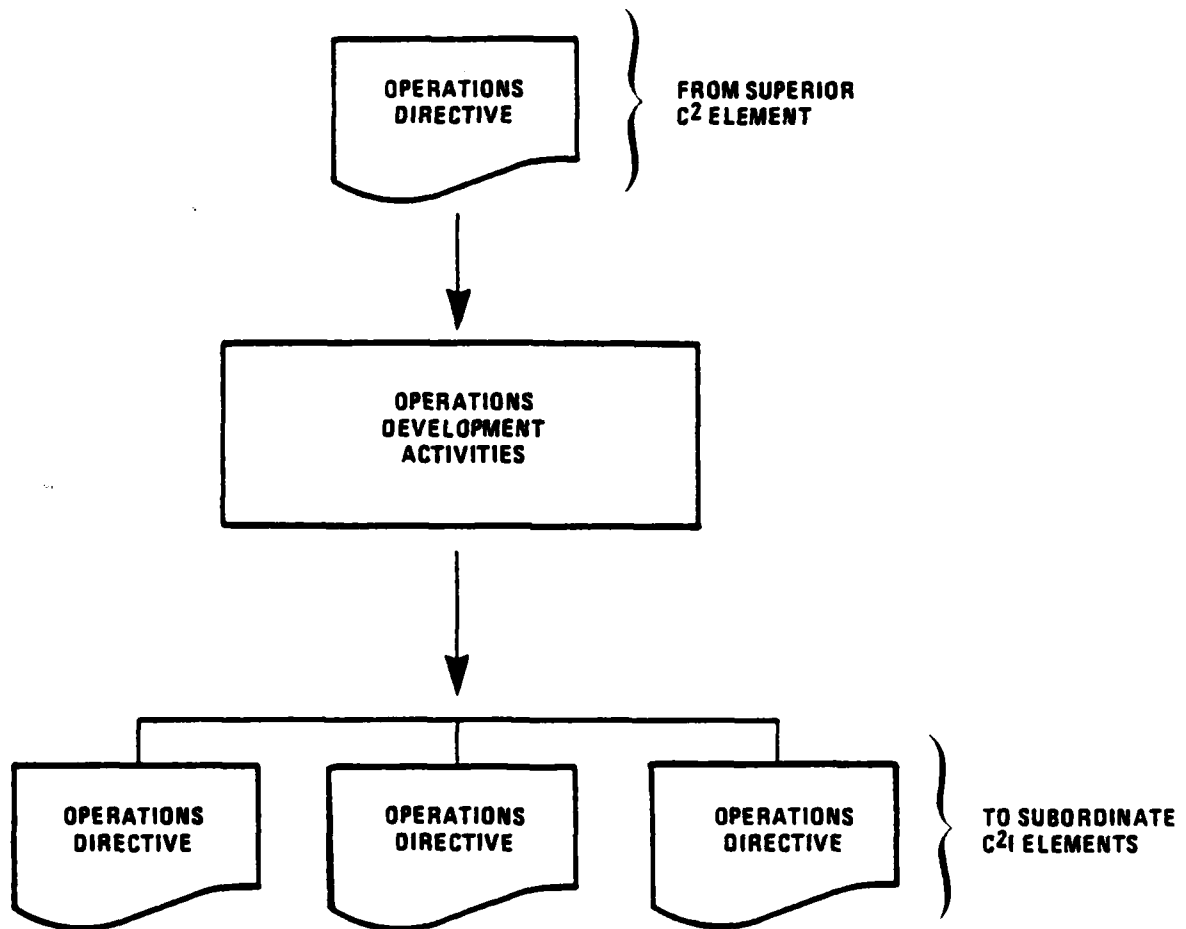 OPERATIONS
DIRECTIVE
FROM SUPERIOR
C² ELEMENT
OPERATIONS
DEVELOPMENT
ACTIVITIES
OPERATIONS
DIRECTIVE
OPERATIONS
DIRECTIVE
OPERATIONS
DIRECTIVE
TO SUBORDINATE
C²I ELEMENTS